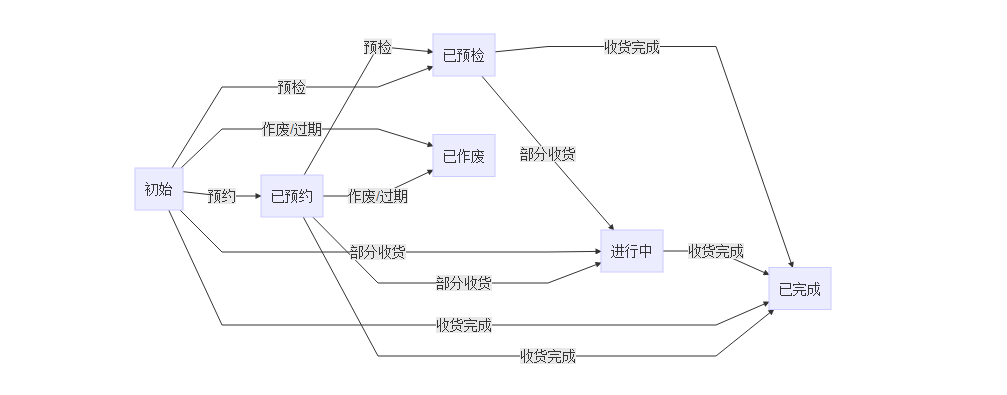 预检
已预检
收货完成
预检
作废/过期
已作废
部分收货
初始
预约
已预约
作废/过期
部分收货
进行中
收货完成
部分收货
已完成
收货完成
收货完成